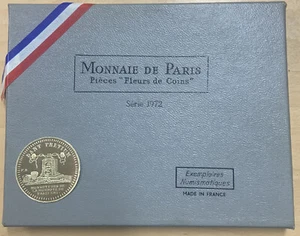 MONNAIE DE PARIS
Pièces "Fleurs de Coins"
Série 1972
Exemplaires
Numismatiques
MADE IN FRANCE